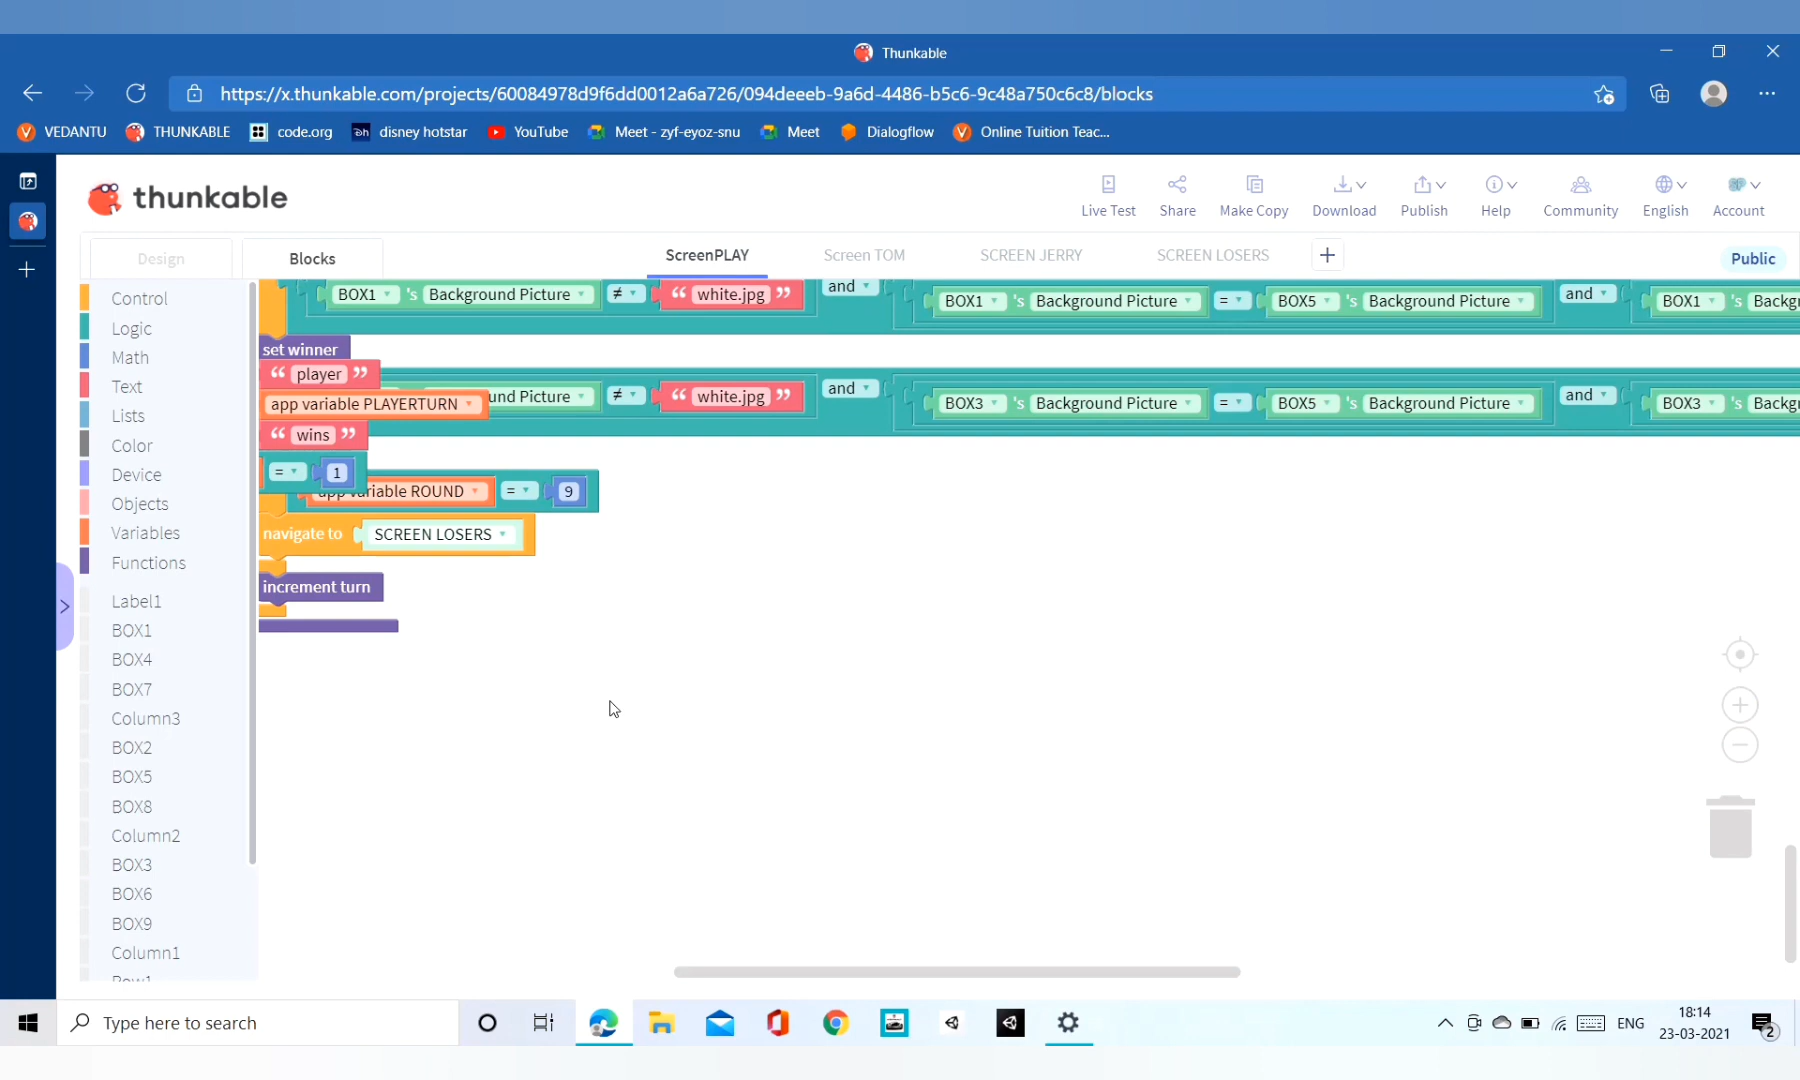 Thunkable
https://x.thunkable.com/projects/60084978d9f6dd0012a6a726/094deeeb-9a6d-4486-b5c6-9c48a750c6c8/blocks
VEDANTU THUNKABLE code.org disney hotstar YouTube Meet - zyf-eyoz-snu Meet Dialogflow Online Tuition Teac...
thunkable
Live Test Share Make Copy Download Publish Help Community English Account
Design Blocks ScreenPLAY Screen TOM SCREEN JERRY SCREEN LOSERS + Public
Control
Logic
Math
Text
Lists
Color
Device
Objects
Variables
Functions
Label1
BOX1
BOX4
BOX7
Column3
BOX2
BOX5
BOX8
Column2
BOX3
BOX6
BOX9
Column1
Row1
BOX1 's Background Picture ≠ “ white.jpg ” and BOX1 's Background Picture = BOX5 's Background Picture and BOX1 's Backg
set winner
“ player ”
und Picture ≠ “ white.jpg ” and BOX3 's Background Picture = BOX5 's Background Picture and BOX3 's Backg
app variable PLAYERTURN
“ wins ”
= 1
app variable ROUND = 9
navigate to SCREEN LOSERS
increment turn
Type here to search
ENG
18:14
23-03-2021
2